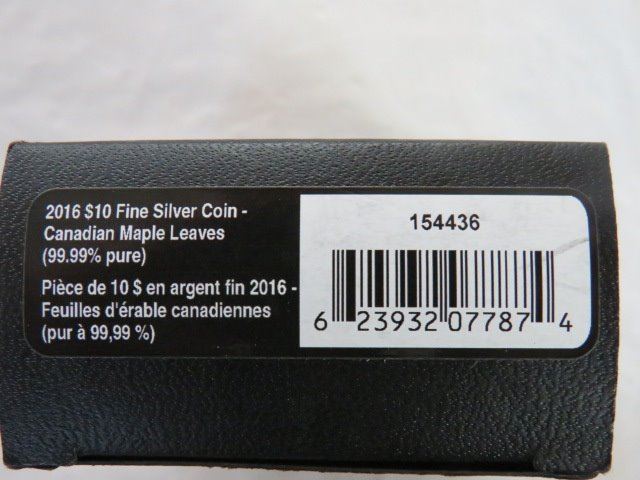 2016 $10 Fine Silver Coin -
Canadian Maple Leaves
(99.99% pure)
Pièce de 10 $ en argent fin 2016 -
Feuilles d'érable canadiennes
(pur à 99,99 %)
154436
6 23932 07787 4